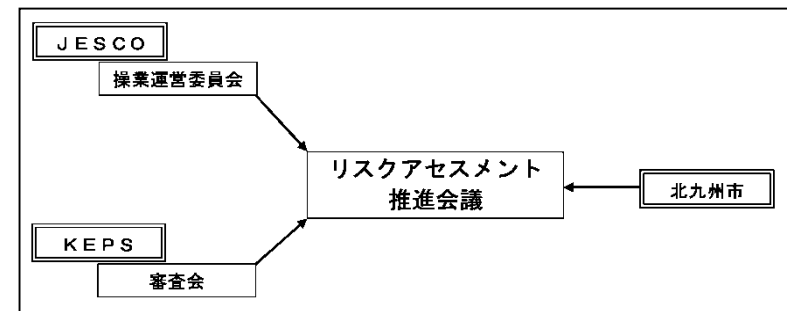 ＪＥＳＣＯ
操業運営委員会
リスクアセスメント
推進会議
北九州市
ＫＥＰＳ
審査会